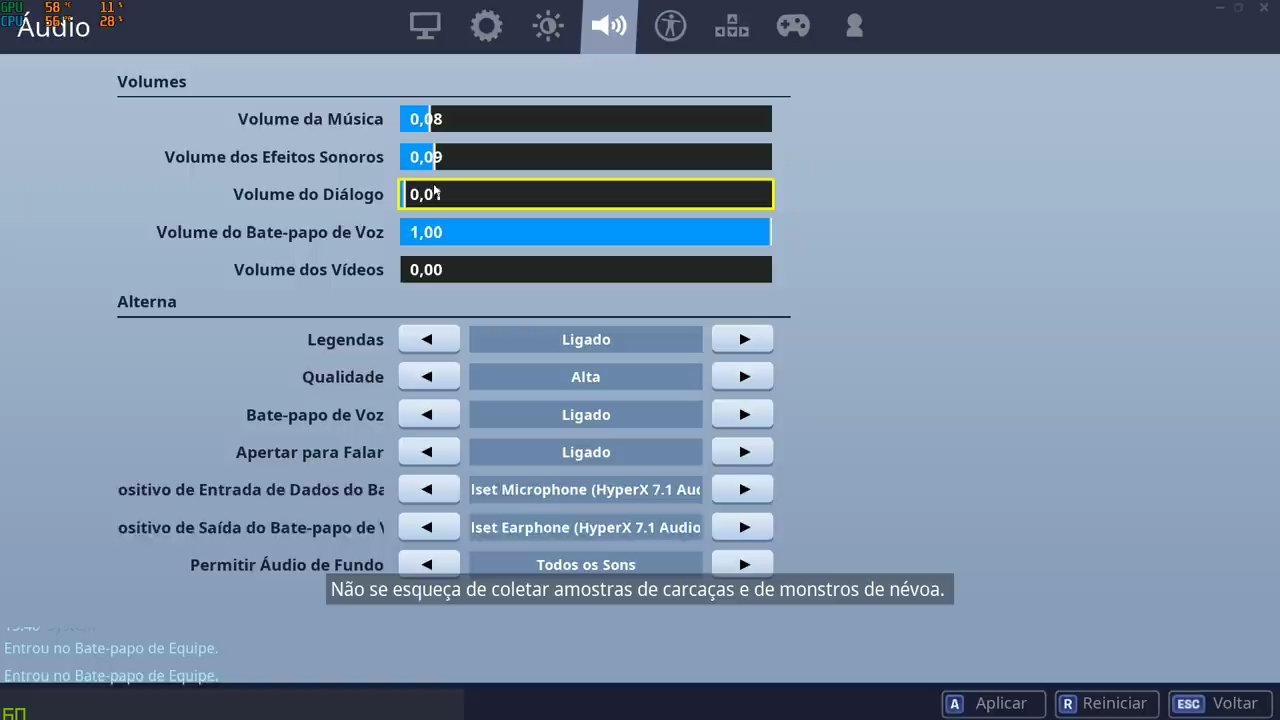 GPU 58 °C 11 %
CPU 56 °C 28 %
Áudio
Volumes
Volume da Música 0,08
Volume dos Efeitos Sonoros 0,09
Volume do Diálogo 0,01
Volume do Bate-papo de Voz 1,00
Volume dos Vídeos 0,00
Alterna
Legendas Ligado
Qualidade Alta
Bate-papo de Voz Ligado
Apertar para Falar Ligado
ositivo de Entrada de Dados do Ba lset Microphone (HyperX 7.1 Aud
ositivo de Saída do Bate-papo de V lset Earphone (HyperX 7.1 Audio
Permitir Áudio de Fundo Todos os Sons
Não se esqueça de coletar amostras de carcaças e de monstros de névoa.
Entrou no Bate-papo de Equipe.
Entrou no Bate-papo de Equipe.
60
A Aplicar R Reiniciar ESC Voltar